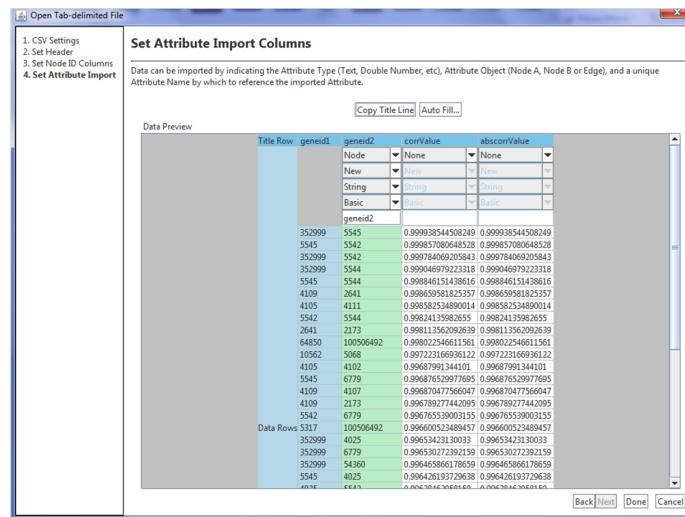 Open Tab-delimited File
1. CSV Settings
2. Set Header
3. Set Node ID Columns
4. Set Attribute Import
Set Attribute Import Columns
Data can be imported by indicating the Attribute Type (Text, Double Number, etc), Attribute Object (Node A, Node B or Edge), and a unique
Attribute Name by which to reference the imported Attribute.
Copy Title Line Auto Fill...
Data Preview
Title Row geneid1 geneid2 corrValue abscorrValue
Node None None
New New New
String String String
Basic Basic Basic
geneid2
352999 5545 0.999938544508249 0.999938544508249
5545 5542 0.999857080648528 0.999857080648528
352999 5542 0.999784069205843 0.999784069205843
352999 5544 0.999046979223318 0.999046979223318
5545 5544 0.998846151438616 0.998846151438616
4109 2641 0.998659581825357 0.998659581825357
4105 4111 0.998582534890014 0.998582534890014
5542 5544 0.99824139582655 0.99824139582655
2641 2173 0.998113562092639 0.998113562092639
64850 100506492 0.998022546611561 0.998022546611561
10562 5068 0.997223166936122 0.997223166936122
4105 4102 0.99687991344101 0.99687991344101
5545 6779 0.996876529977695 0.996876529977695
4109 4107 0.996870477566047 0.996870477566047
4109 2173 0.996789277442095 0.996789277442095
5542 6779 0.996765539003155 0.996765539003155
Data Rows 5317 100506492 0.996600523489457 0.996600523489457
352999 4025 0.99653423130033 0.99653423130033
352999 6779 0.996530272392159 0.996530272392159
352999 54360 0.996465866178659 0.996465866178659
5545 4025 0.996426193729638 0.996426193729638
Back Next Done Cancel